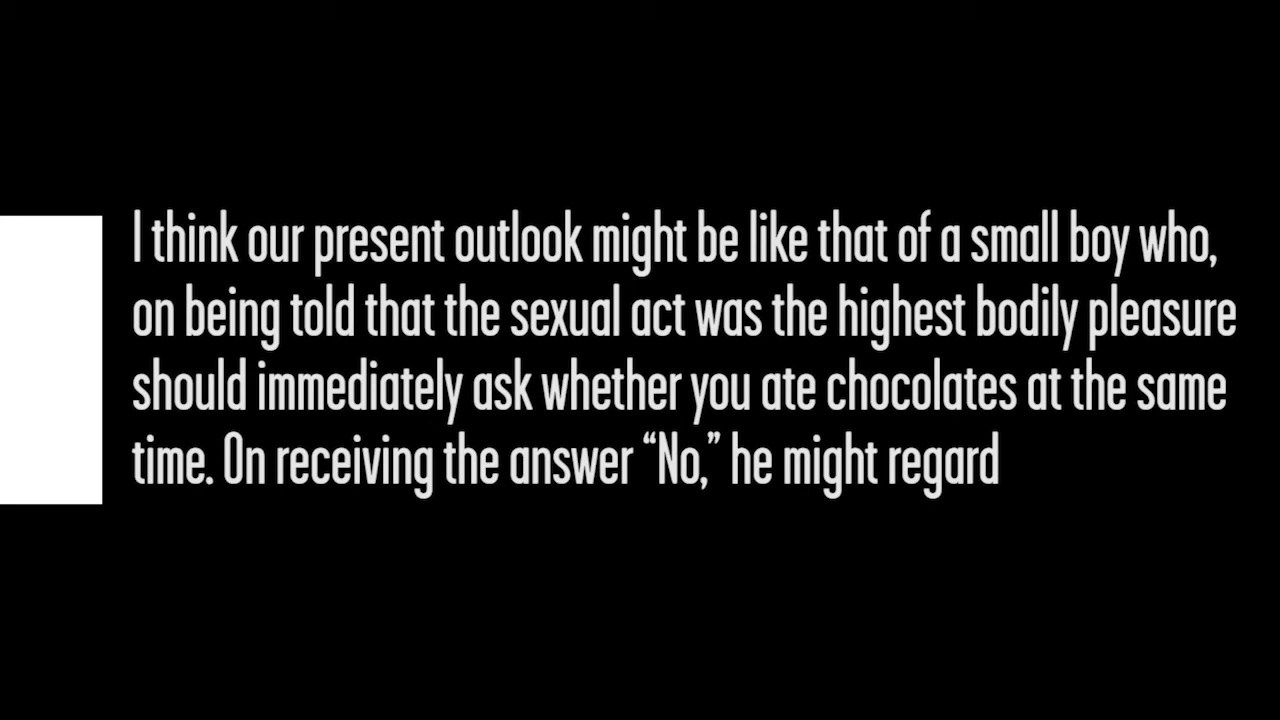 I think our present outlook might be like that of a small boy who,
on being told that the sexual act was the highest bodily pleasure
should immediately ask whether you ate chocolates at the same
time. On receiving the answer “No,” he might regard